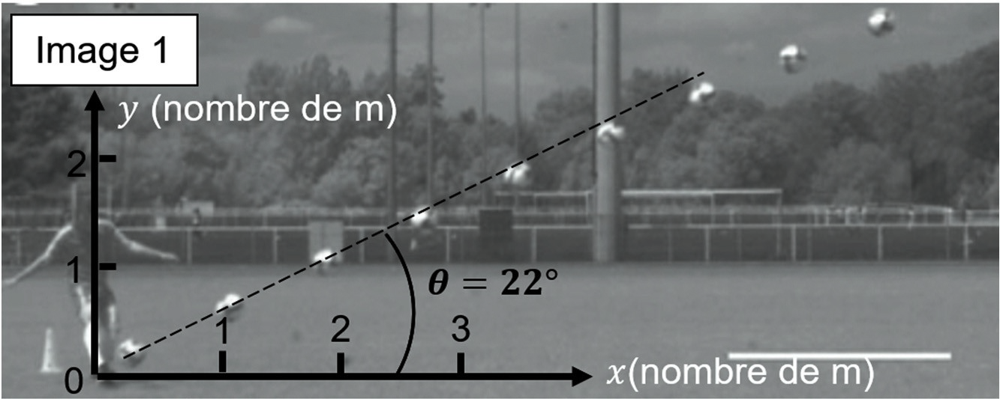 Image 1
y (nombre de m)
2
1
θ = 22°
1 2 3
0
x(nombre de m)